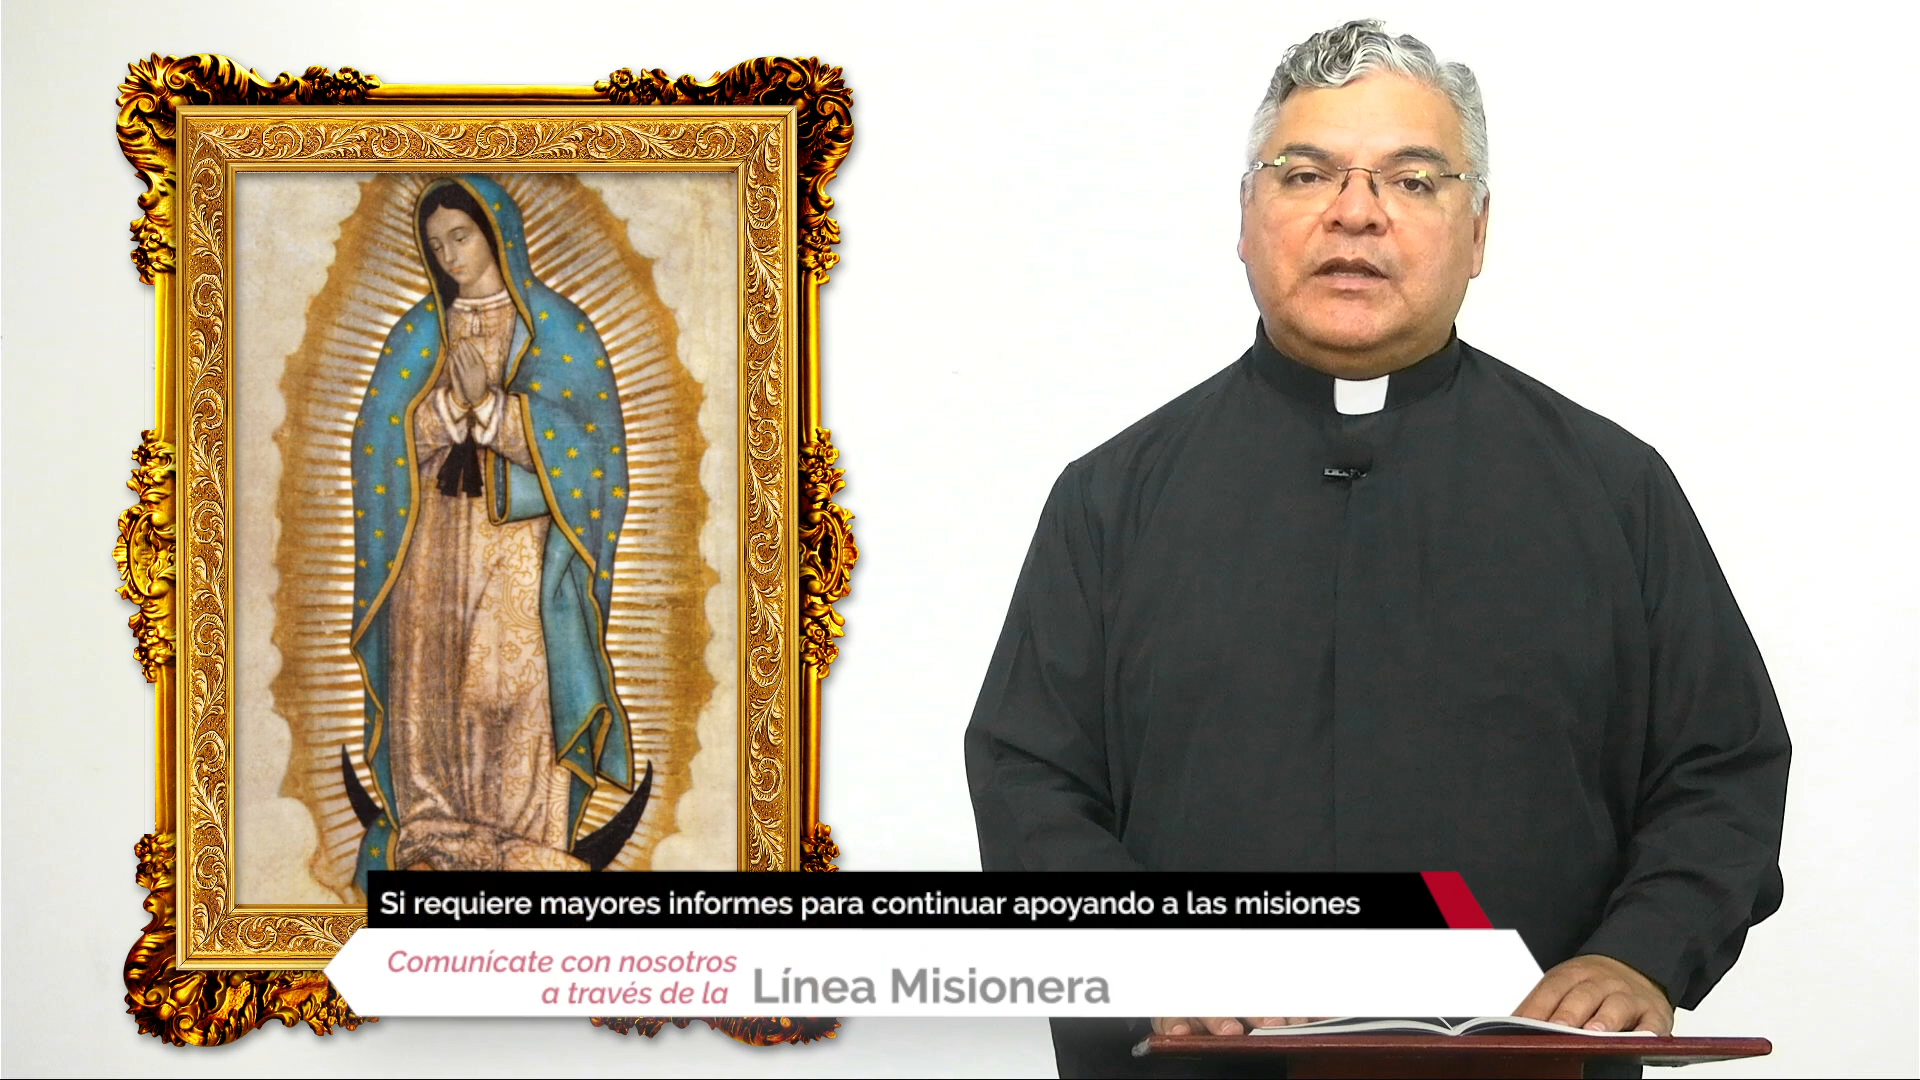 Si requiere mayores informes para continuar apoyando a las misiones
Comunícate con nosotros
a través de la
Línea Misionera